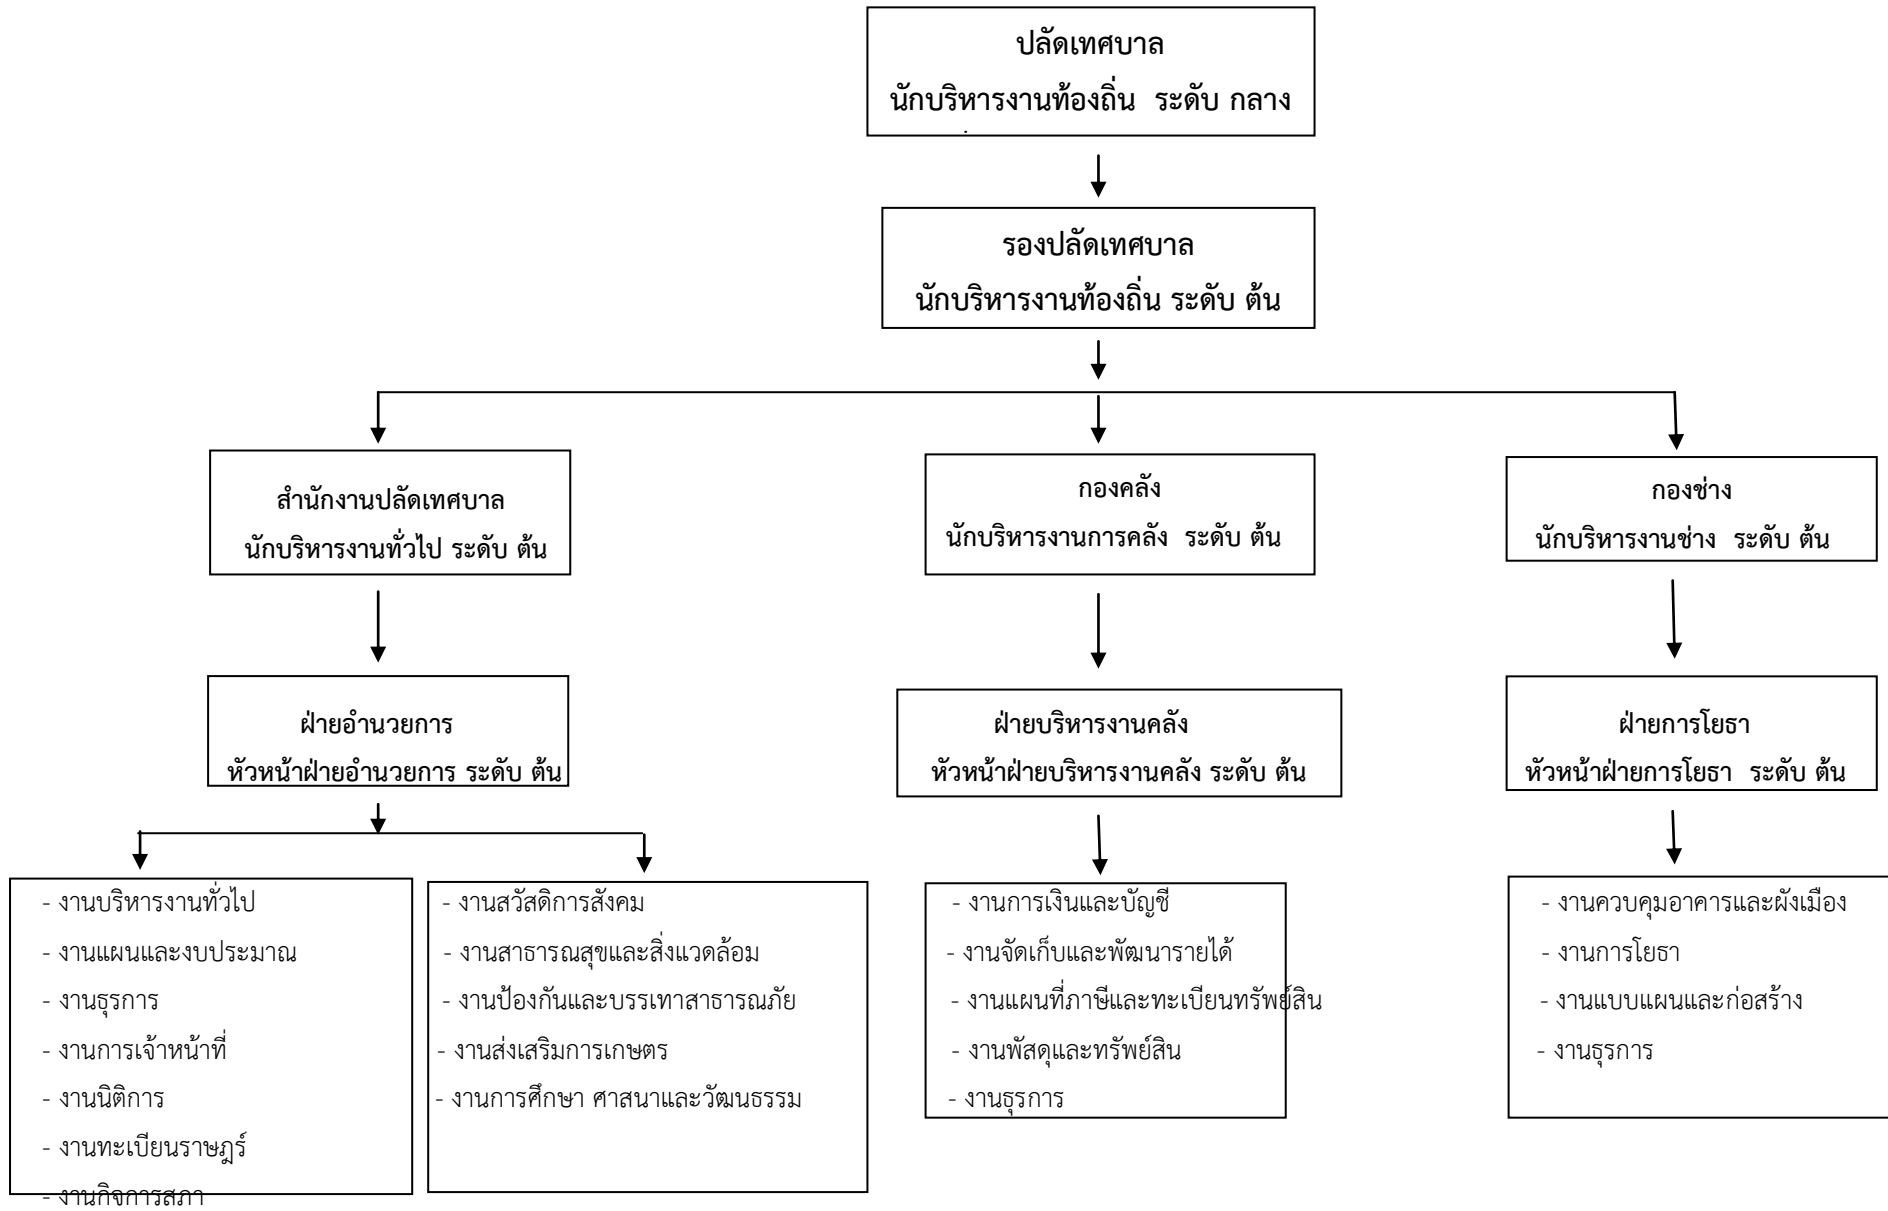 ปลัดเทศบาล
นักบริหารงานท้องถิ่น ระดับ กลาง
รองปลัดเทศบาล
นักบริหารงานท้องถิ่น ระดับ ต้น
สำนักงานปลัดเทศบาล
นักบริหารงานทั่วไป ระดับ ต้น
กองคลัง
นักบริหารงานการคลัง ระดับ ต้น
กองช่าง
นักบริหารงานช่าง ระดับ ต้น
ฝ่ายอำนวยการ
หัวหน้าฝ่ายอำนวยการ ระดับ ต้น
ฝ่ายบริหารงานคลัง
หัวหน้าฝ่ายบริหารงานคลัง ระดับ ต้น
ฝ่ายการโยธา
หัวหน้าฝ่ายการโยธา ระดับ ต้น
- งานบริหารงานทั่วไป
- งานแผนและงบประมาณ
- งานธุรการ
- งานการเจ้าหน้าที่
- งานนิติการ
- งานทะเบียนราษฎร์
- งานกิจการสภา
- งานสวัสดิการสังคม
- งานสาธารณสุขและสิ่งแวดล้อม
- งานป้องกันและบรรเทาสาธารณภัย
- งานส่งเสริมการเกษตร
- งานการศึกษา ศาสนาและวัฒนธรรม
- งานการเงินและบัญชี
- งานจัดเก็บและพัฒนารายได้
- งานแผนที่ภาษีและทะเบียนทรัพย์สิน
- งานพัสดุและทรัพย์สิน
- งานธุรการ
- งานควบคุมอาคารและผังเมือง
- งานการโยธา
- งานแบบแผนและก่อสร้าง
- งานธุรการ